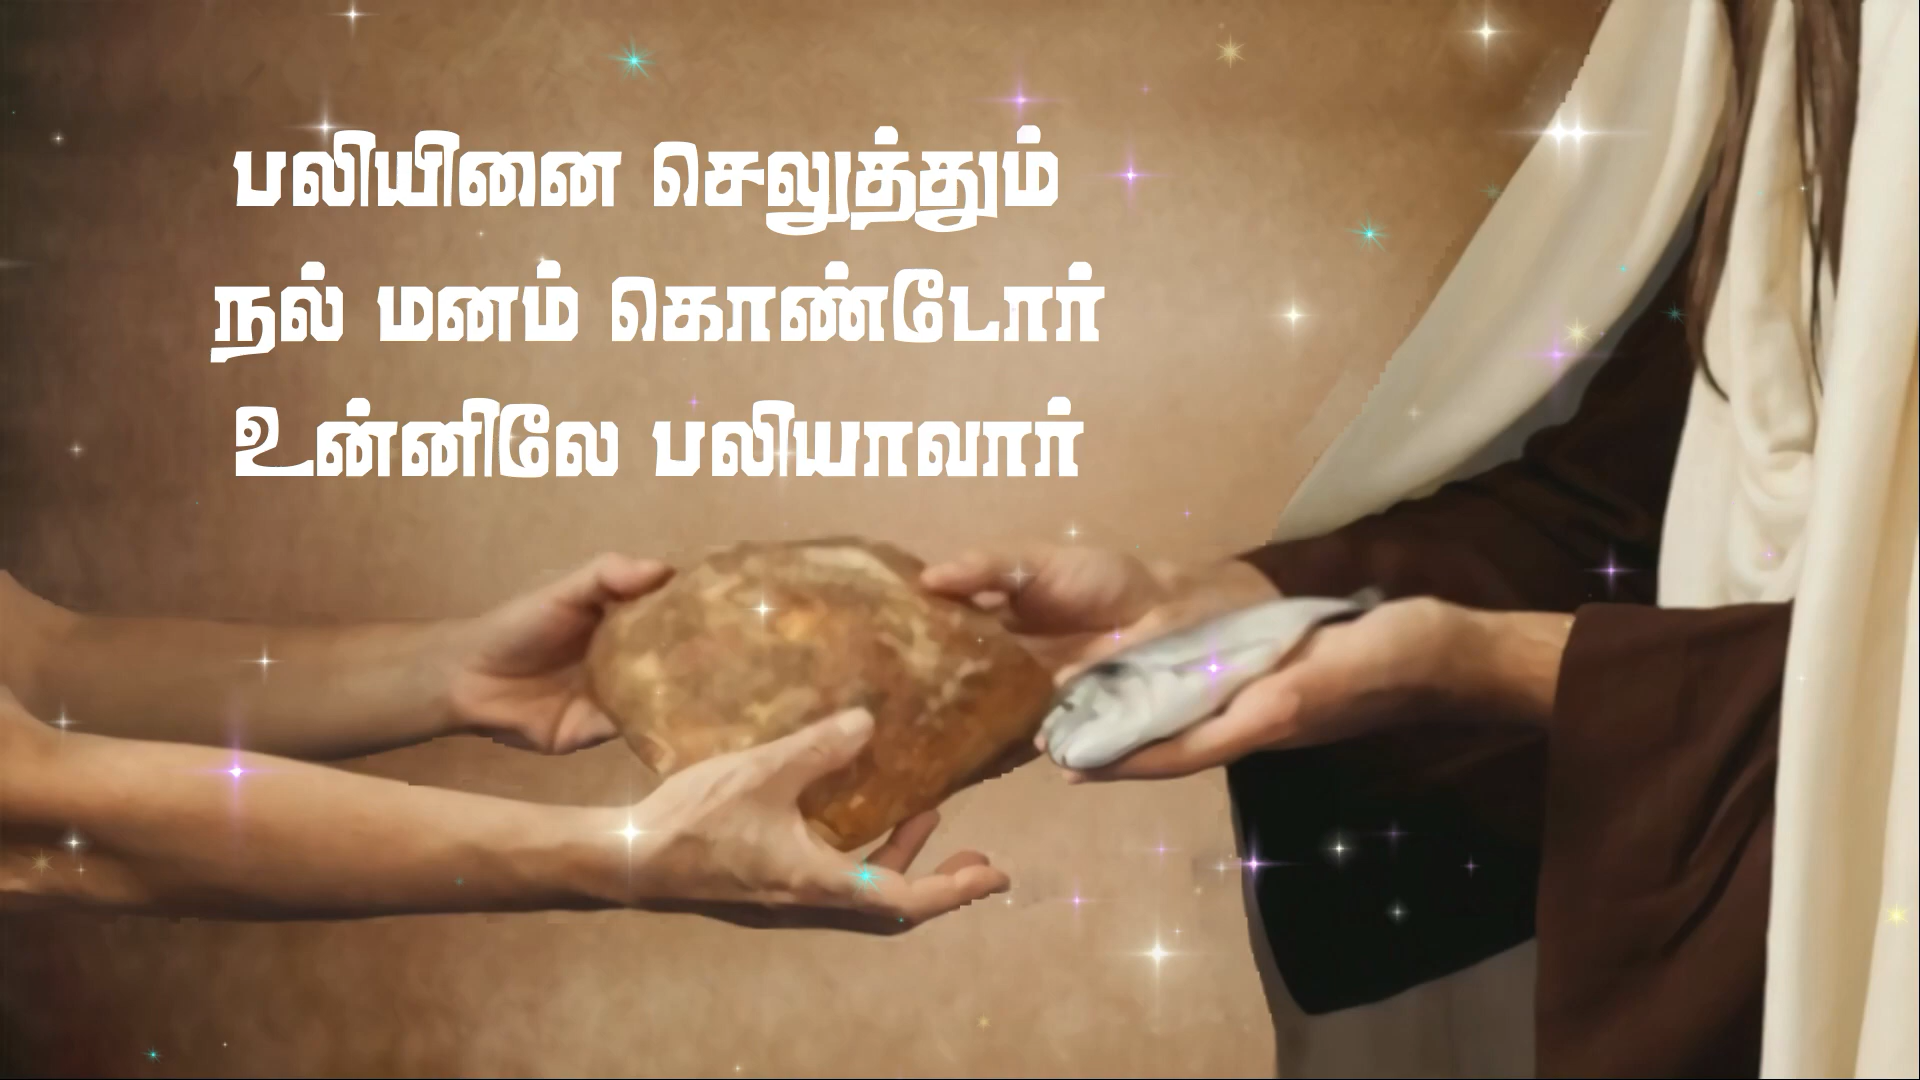 பலியினை செலுத்தும்
நல் மனம் கொண்டோர்
உன்னிலே பலியாவார்